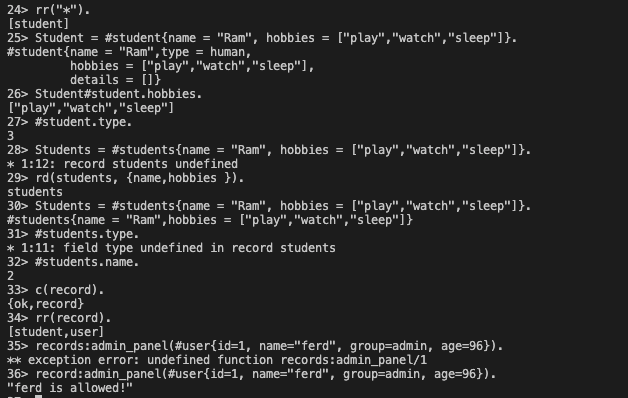 24> rr("*").
[student]
25> Student = #student{name = "Ram", hobbies = ["play","watch","sleep"]}.
#student{name = "Ram",type = human,
         hobbies = ["play","watch","sleep"],
         details = []}
26> Student#student.hobbies.
["play","watch","sleep"]
27> #student.type.
3
28> Students = #students{name = "Ram", hobbies = ["play","watch","sleep"]}.
* 1:12: record students undefined
29> rd(students, {name,hobbies }).
students
30> Students = #students{name = "Ram", hobbies = ["play","watch","sleep"]}.
#students{name = "Ram",hobbies = ["play","watch","sleep"]}
31> #students.type.
* 1:11: field type undefined in record students
32> #students.name.
2
33> c(record).
{ok,record}
34> rr(record).
[student,user]
35> records:admin_panel(#user{id=1, name="ferd", group=admin, age=96}).
** exception error: undefined function records:admin_panel/1
36> record:admin_panel(#user{id=1, name="ferd", group=admin, age=96}).
"ferd is allowed!"